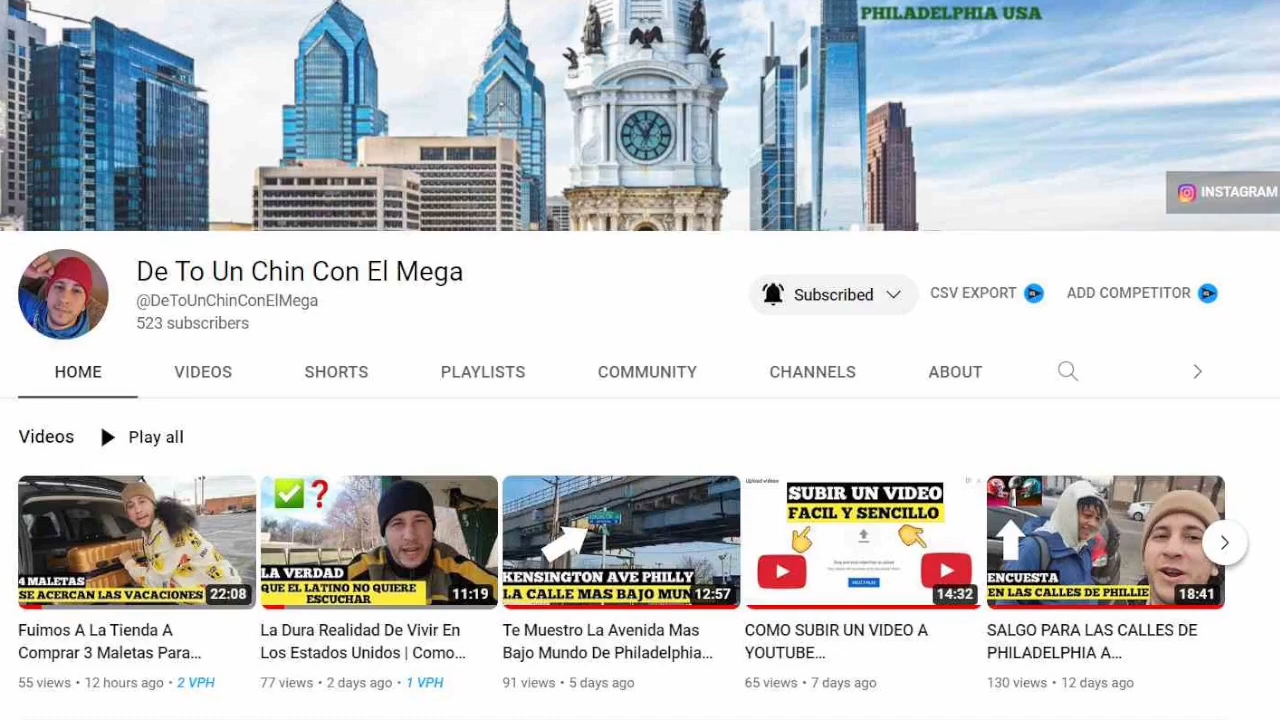 PHILADELPHIA USA
INSTAGRAM
De To Un Chin Con El Mega
@DeToUnChinConElMega
523 subscribers
Subscribed
CSV EXPORT
ADD COMPETITOR
HOME
VIDEOS
SHORTS
PLAYLISTS
COMMUNITY
CHANNELS
ABOUT
Videos
Play all
4 MALETAS
SE ACERCAN LAS VACACIONES
22:08
LA VERDAD
QUE EL LATINO NO QUIERE
ESCUCHAR
11:19
KENSINGTON AVE PHILLY
LA CALLE MAS BAJO MUN
12:57
Upload videos
SUBIR UN VIDEO
FACIL Y SENCILLO
14:32
ENCUESTA
EN LAS CALLES DE PHILLIE
18:41
Fuimos A La Tienda A
Comprar 3 Maletas Para...
55 views • 12 hours ago • 2 VPH
La Dura Realidad De Vivir En
Los Estados Unidos | Como...
77 views • 2 days ago • 1 VPH
Te Muestro La Avenida Mas
Bajo Mundo De Philadelphia...
91 views • 5 days ago
COMO SUBIR UN VIDEO A
YOUTUBE...
65 views • 7 days ago
SALGO PARA LAS CALLES DE
PHILADELPHIA A...
130 views • 12 days ago